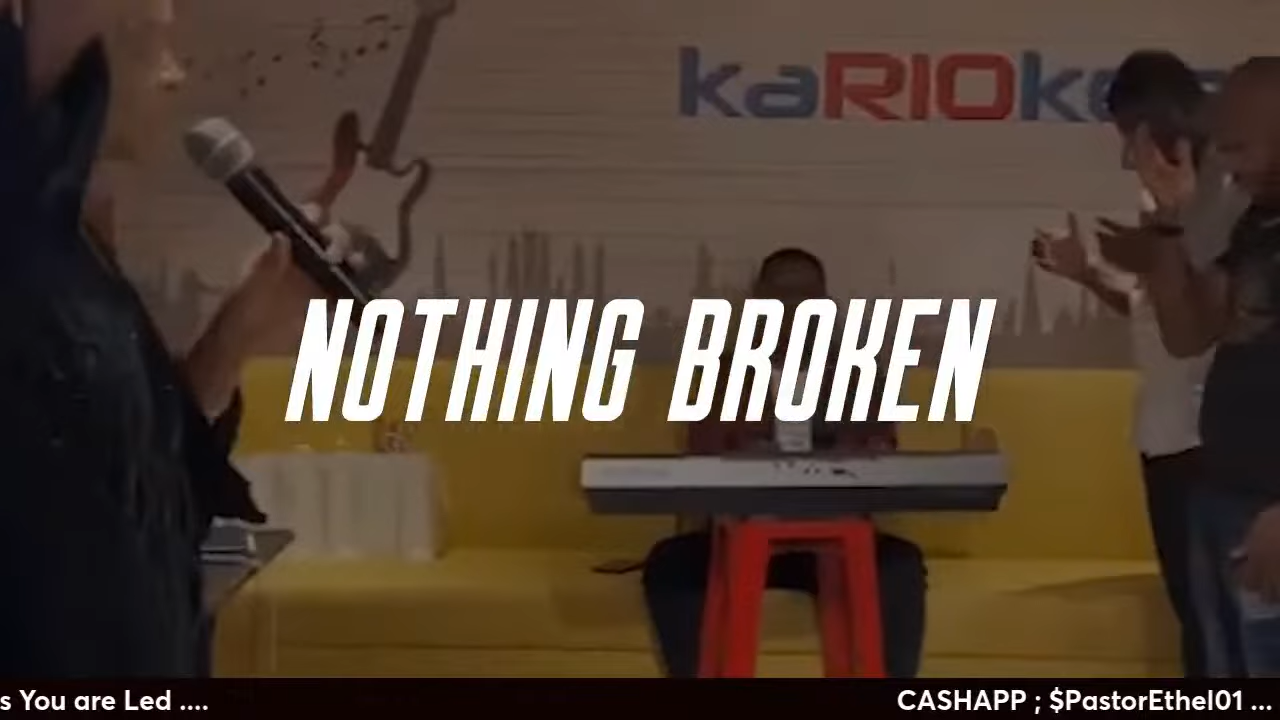 kaRIOke
NOTHING BROKEN
s You are Led ....
CASHAPP ; $PastorEthel01 ...